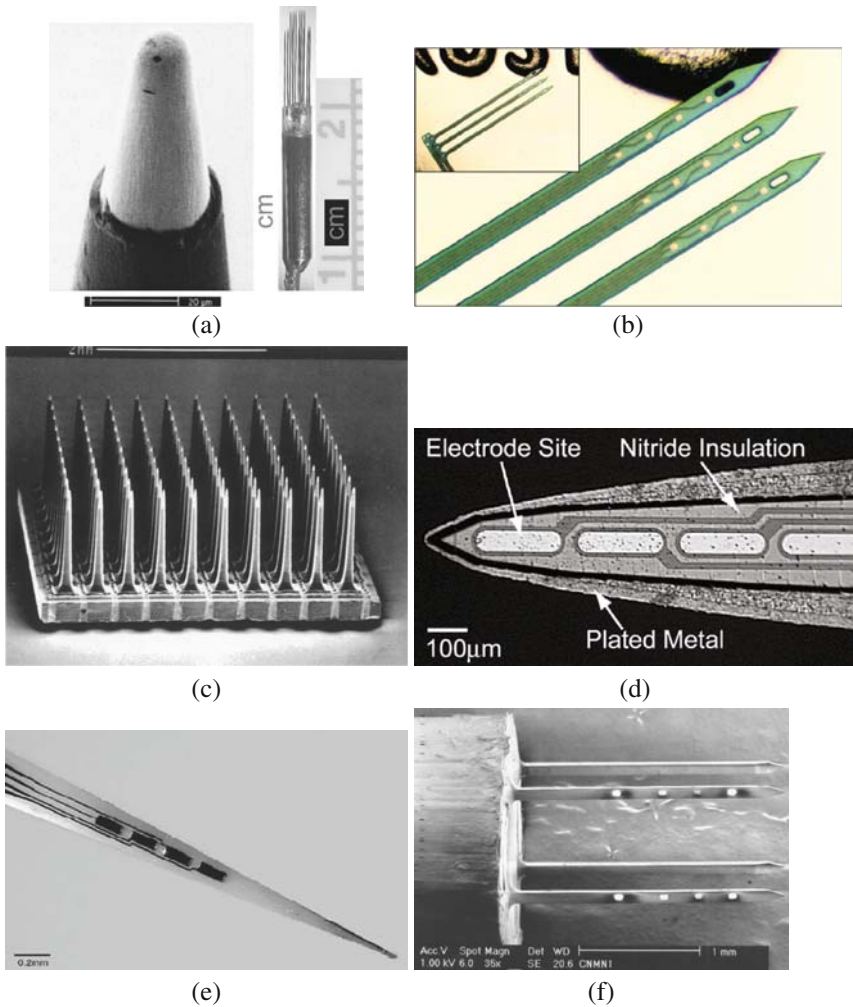 cm
cm
1 2
20 μm
(a)
(b)
2MM
(c)
Electrode Site
Nitride Insulation
Plated Metal
100μm
(d)
0.2mm
(e)
Acc.V Spot Magn Det WD
1.00 kV 6.0 35x SE 20.6 CNMNI
1 mm
(f)